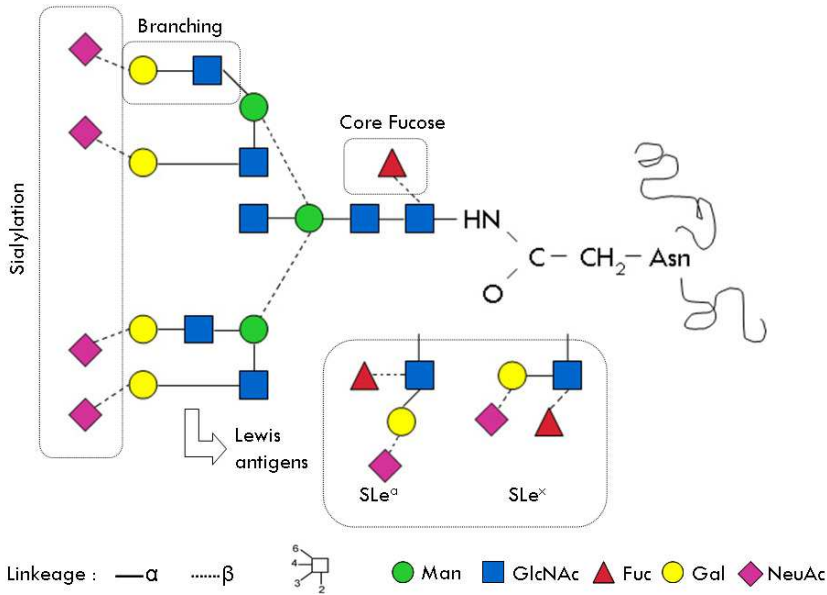 Branching
Core Fucose
Sialylation
HN
C — CH2 — Asn
O
Lewis
antigens
SLeᵃ
SLeˣ
Linkeage : α β
6
4
3
2
Man GlcNAc Fuc Gal NeuAc